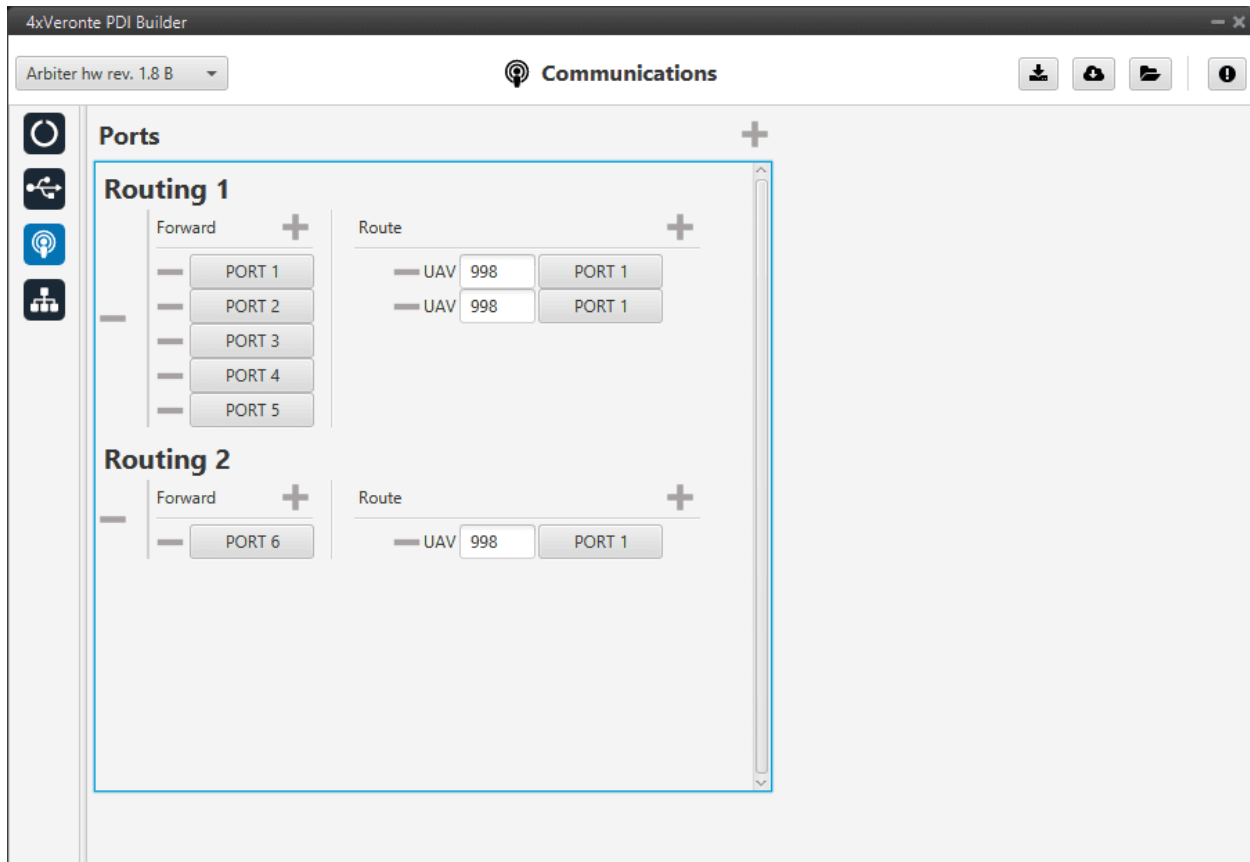 4xVeronte PDI Builder
Arbiter hw rev. 1.8 B
Communications
Ports
Routing 1
Forward
Route
PORT 1
UAV 998 PORT 1
PORT 2
UAV 998 PORT 1
PORT 3
PORT 4
PORT 5
Routing 2
Forward
Route
PORT 6
UAV 998 PORT 1